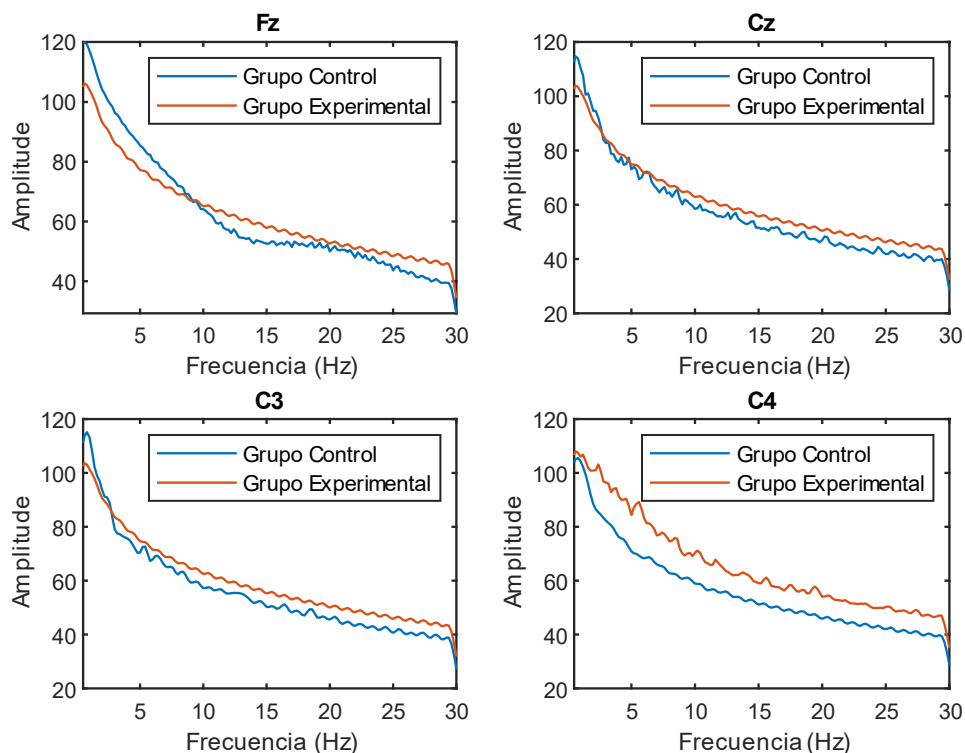 Fz
120
100
80
60
40
Amplitude
Grupo Control
Grupo Experimental
5 10 15 20 25 30
Frecuencia (Hz)
Cz
120
100
80
60
40
20
Amplitude
Grupo Control
Grupo Experimental
5 10 15 20 25 30
Frecuencia (Hz)
C3
120
100
80
60
40
20
Amplitude
Grupo Control
Grupo Experimental
5 10 15 20 25 30
Frecuencia (Hz)
C4
120
100
80
60
40
20
Amplitude
Grupo Control
Grupo Experimental
5 10 15 20 25 30
Frecuencia (Hz)